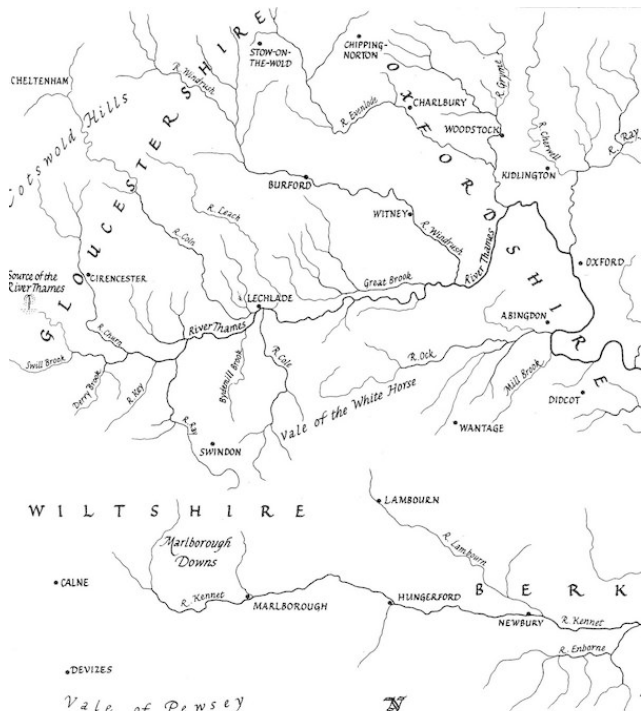 STOW-ON-
THE-WOLD
CHIPPING-
NORTON
CHELTENHAM
R. Windrush
R. Evenlode
CHARLBURY
R. Glyme
WOODSTOCK
R. Cherwell
R. Ray
KIDLINGTON
Cotswold Hills
GLOUCESTERSHIRE
OXFORDSHIRE
BURFORD
R. Leach
WITNEY
R. Windrush
R. Coln
River Thames
OXFORD
Source of the
River Thames
CIRENCESTER
Great Brook
LECHLADE
ABINGDON
R. Churn
River Thames
R. Ock
Mill Brook
Swill Brook
Derry Brook
R. Key
Bydemill Brook
R. Cole
R. Ray
Vale of the White Horse
DIDCOT
WANTAGE
SWINDON
WILTSHIRE
LAMBOURN
Marlborough
Downs
R. Lambourn
CALNE
R. Kennet
MARLBOROUGH
HUNGERFORD
BERK
NEWBURY
R. Kennet
R. Enborne
DEVIZES
Vale of Pewsey
N